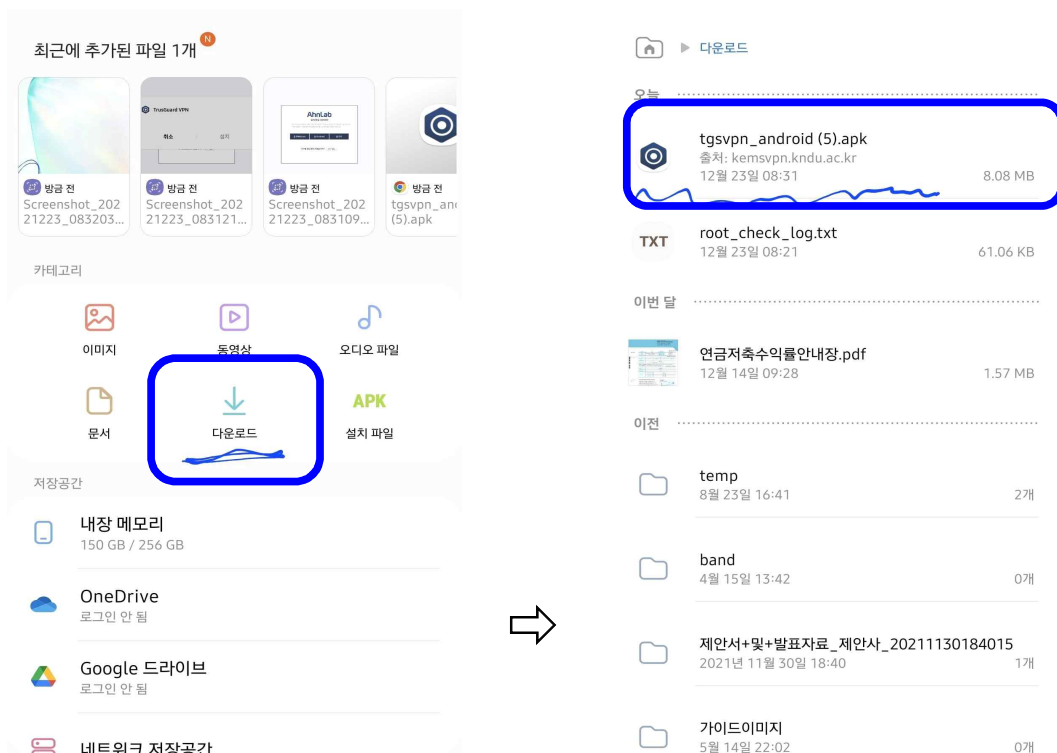 최근에 추가된 파일 1개
N
TrusGuard VPN
취소
설치
AhnLab
방금 전
Screenshot_202
21223_083203...
방금 전
Screenshot_202
21223_083121...
방금 전
Screenshot_202
21223_083109...
방금 전
(5).apk
카테고리
이미지
동영상
오디오 파일
문서
다운로드
APK
설치 파일
저장공간
내장 메모리
150 GB / 256 GB
OneDrive
로그인 안 됨
Google 드라이브
로그인 안 됨
네트워크 저장공간
다운로드
오늘
tgsvpn_android (5).apk
출처: kemsvpn.kndu.ac.kr
12월 23일 08:31
8.08 MB
TXT
root_check_log.txt
12월 23일 08:21
61.06 KB
이번 달
연금저축수익률안내장.pdf
12월 14일 09:28
1.57 MB
이전
temp
8월 23일 16:41
2개
band
4월 15일 13:42
0개
제안서+및+발표자료_제안사_20211130184015
2021년 11월 30일 18:40
1개
가이드이미지
5월 14일 22:02
0개